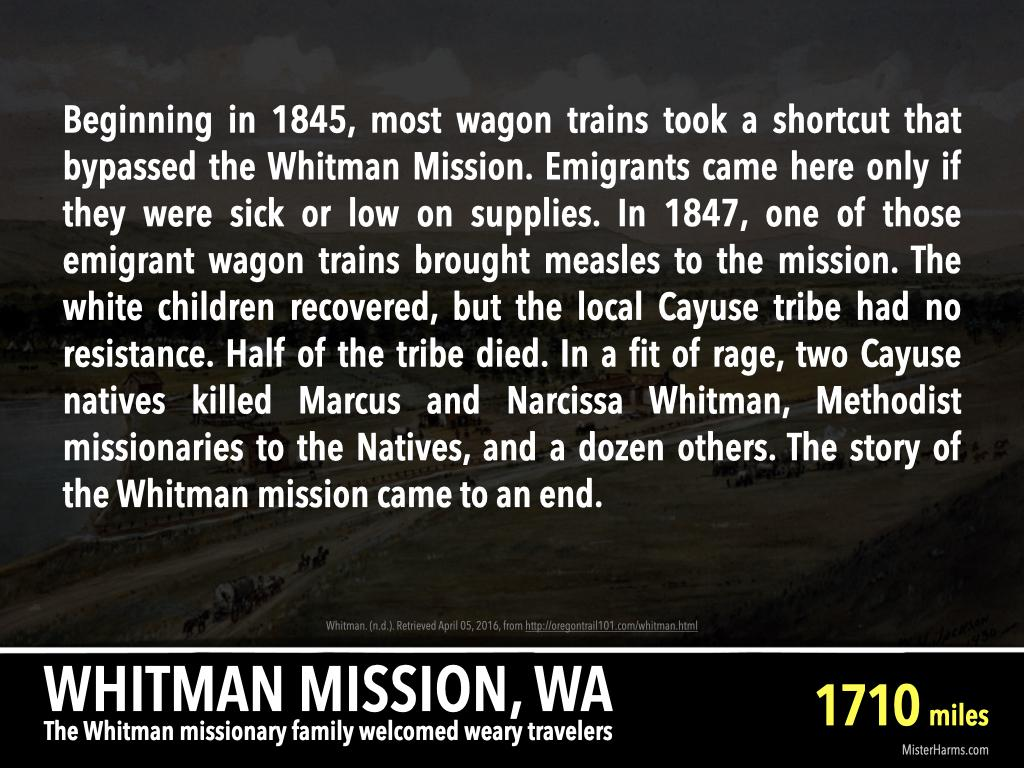 Beginning in 1845, most wagon trains took a shortcut that
bypassed the Whitman Mission. Emigrants came here only if
they were sick or low on supplies. In 1847, one of those
emigrant wagon trains brought measles to the mission. The
white children recovered, but the local Cayuse tribe had no
resistance. Half of the tribe died. In a fit of rage, two Cayuse
natives killed Marcus and Narcissa Whitman, Methodist
missionaries to the Natives, and a dozen others. The story of
the Whitman mission came to an end.
Whitman. (n.d.). Retrieved April 05, 2016, from http://oregontrail101.com/whitman.html
WHITMAN MISSION, WA
The Whitman missionary family welcomed weary travelers
1710 miles
MisterHarms.com